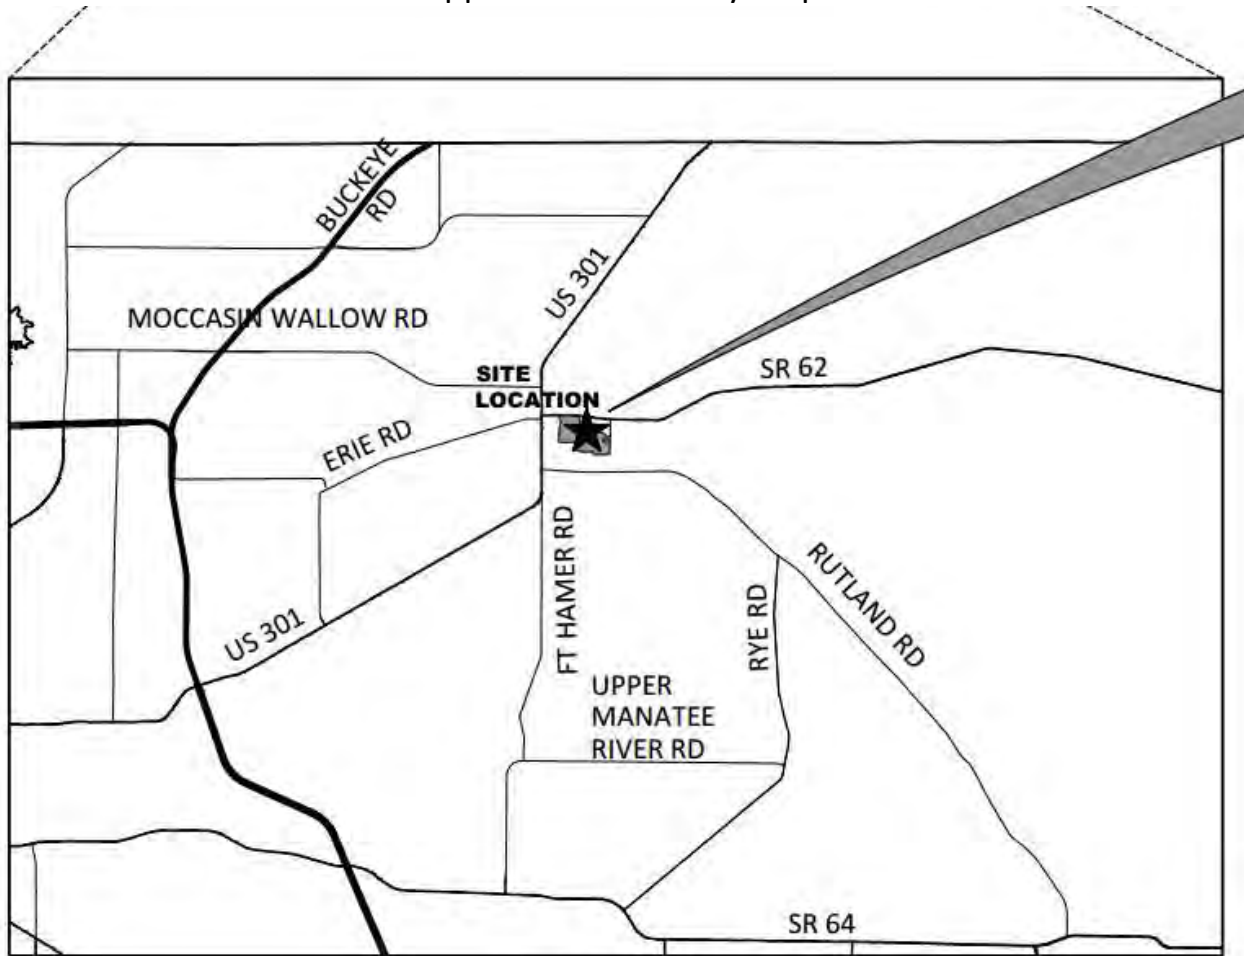 BUCKEYE
RD
US 301
MOCCASIN WALLOW RD
SITE
LOCATION
SR 62
ERIE RD
FT HAMER RD
RUTLAND RD
RYE RD
US 301
UPPER
MANATEE
RIVER RD
SR 64